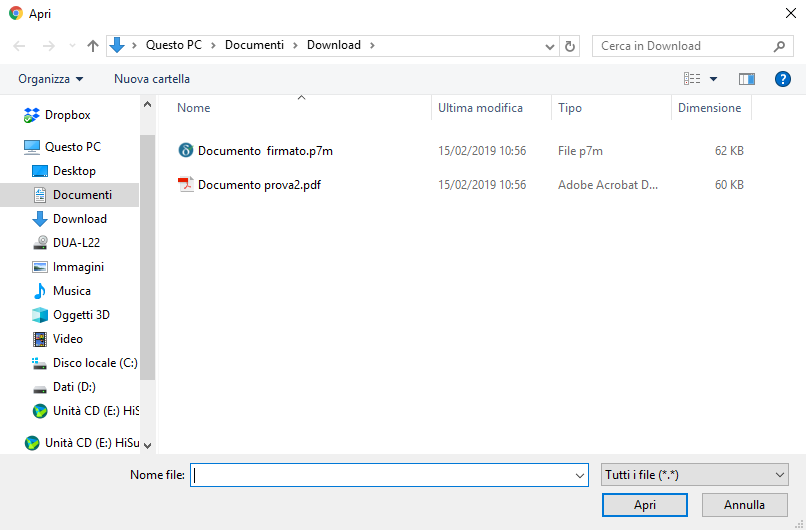 Apri
Questo PC > Documenti > Download >
Cerca in Download
Organizza
Nuova cartella
?
Dropbox
Questo PC
Desktop
Documenti
Download
DUA-L22
Immagini
Musica
Oggetti 3D
Video
Disco locale (C:)
Dati (D:)
Unità CD (E:) HiS
Unità CD (E:) HiSu
Nome Ultima modifica Tipo Dimensione
Documento firmato.p7m 15/02/2019 10:56 File p7m 62 KB
Documento prova2.pdf 15/02/2019 10:56 Adobe Acrobat D... 60 KB
Nome file:
Tutti i file (*.*)
Apri
Annulla